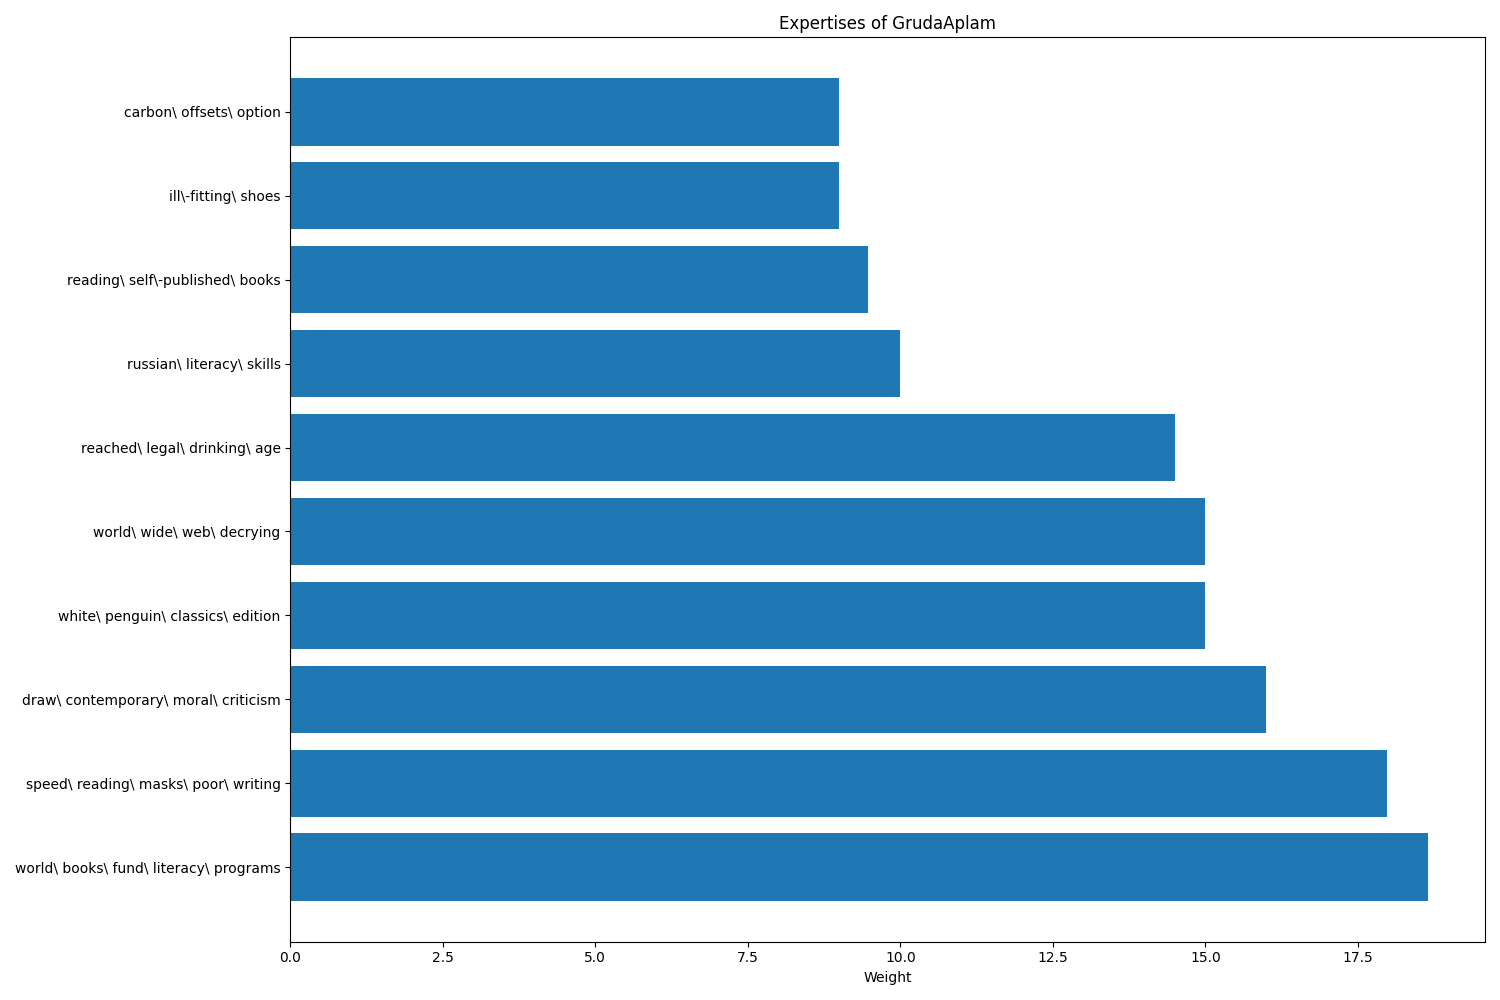 Expertises of GrudaAplam
carbon\ offsets\ option
ill\-fitting\ shoes
reading\ self\-published\ books
russian\ literacy\ skills
reached\ legal\ drinking\ age
world\ wide\ web\ decrying
white\ penguin\ classics\ edition
draw\ contemporary\ moral\ criticism
speed\ reading\ masks\ poor\ writing
world\ books\ fund\ literacy\ programs
0.0 2.5 5.0 7.5 10.0 12.5 15.0 17.5
Weight